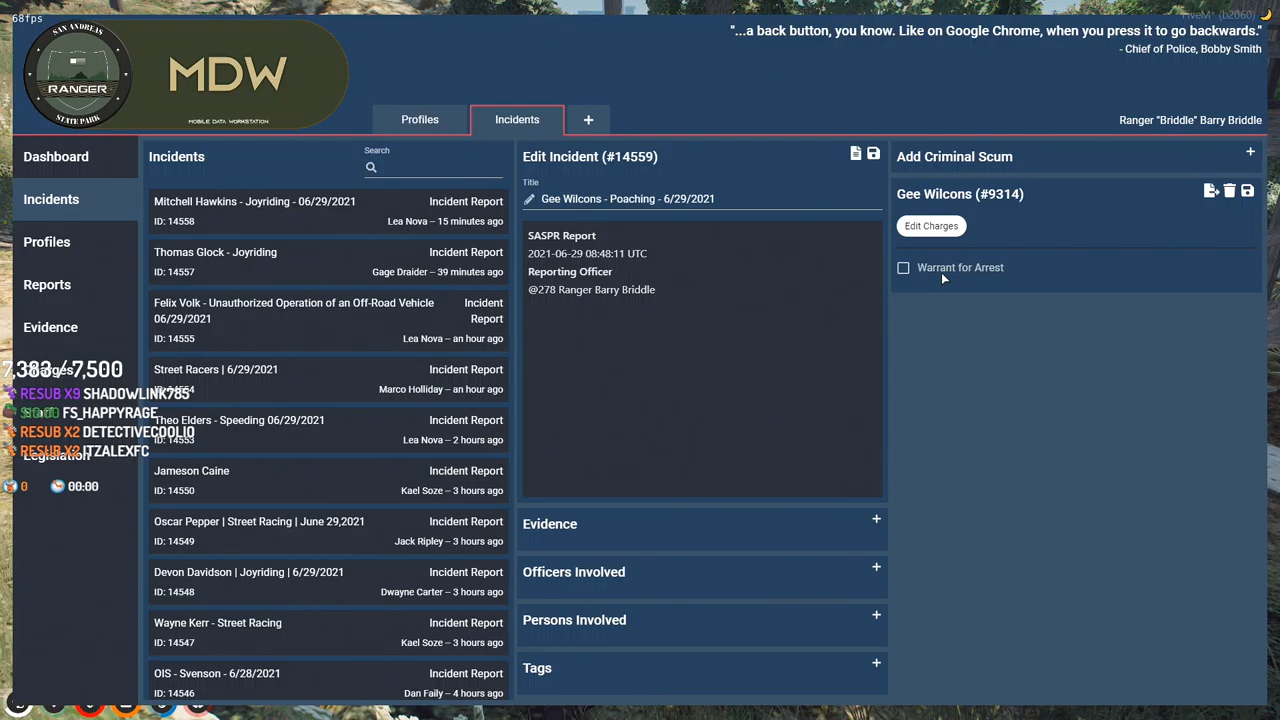 68fps
FiveM® (b2060)
SAN ANDREAS
RANGER
STATE PARK
MDW
MOBILE DATA WORKSTATION
"...a back button, you know. Like on Google Chrome, when you press it to go backwards."
- Chief of Police, Bobby Smith
Profiles
Incidents
+
Ranger "Briddle" Barry Briddle
Dashboard
Incidents
Profiles
Reports
Evidence
Charges
Legislation
7,383 / 7,500
RESUB X9 SHADOWLINK785
FS_HAPPYRAGE
RESUB X2 DETECTIVECOOLIO
RESUB X2 ITZALEXFC
0
00:00
Incidents
Search
Mitchell Hawkins - Joyriding - 06/29/2021
Incident Report
ID: 14558
Lea Nova – 15 minutes ago
Thomas Glock - Joyriding
Incident Report
ID: 14557
Gage Draider – 39 minutes ago
Felix Volk - Unauthorized Operation of an Off-Road Vehicle
06/29/2021
Incident
Report
ID: 14555
Lea Nova – an hour ago
Street Racers | 6/29/2021
Incident Report
ID: 14554
Marco Holliday – an hour ago
Theo Elders - Speeding 06/29/2021
Incident Report
ID: 14553
Lea Nova – 2 hours ago
Jameson Caine
Incident Report
ID: 14550
Kael Soze – 3 hours ago
Oscar Pepper | Street Racing | June 29,2021
Incident Report
ID: 14549
Jack Ripley – 3 hours ago
Devon Davidson | Joyriding | 6/29/2021
Incident Report
ID: 14548
Dwayne Carter – 3 hours ago
Wayne Kerr - Street Racing
Incident Report
ID: 14547
Kael Soze – 3 hours ago
OIS - Svenson - 6/28/2021
Incident Report
ID: 14546
Dan Faily – 4 hours ago
Edit Incident (#14559)
Title
Gee Wilcons - Poaching - 6/29/2021
SASPR Report
2021-06-29 08:48:11 UTC
Reporting Officer
@278 Ranger Barry Briddle
Evidence
+
Officers Involved
+
Persons Involved
+
Tags
+
Add Criminal Scum
+
Gee Wilcons (#9314)
Edit Charges
Warrant for Arrest